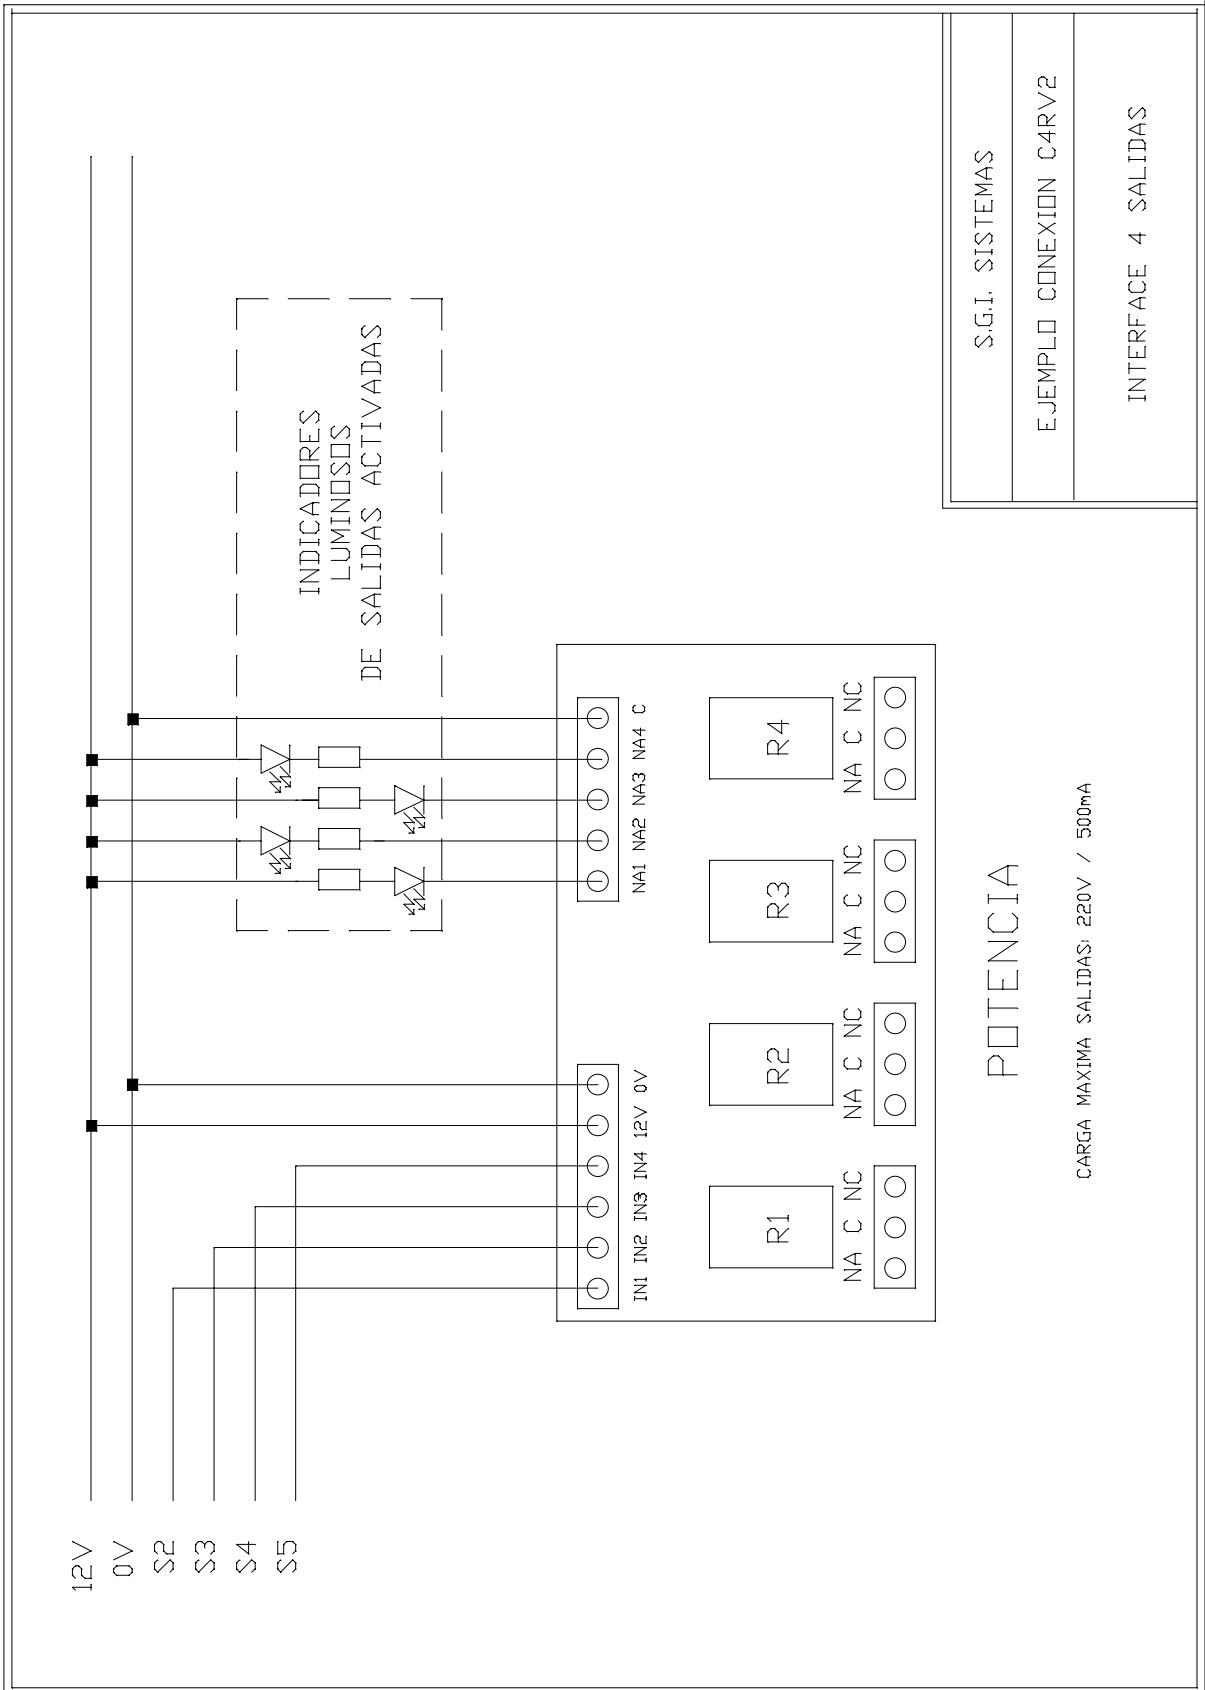 12V
0V
S2
S3
S4
S5
INDICADORES
LUMINOSOS
DE SALIDAS ACTIVADAS
IN1 IN2 IN3 IN4 12V 0V
NA1 NA2 NA3 NA4 C
R1
R2
R3
R4
NA C NC
NA C NC
NA C NC
NA C NC
POTENCIA
CARGA MAXIMA SALIDAS: 220V / 500mA
S.G.I. SISTEMAS
EJEMPLO CONEXION C4RV2
INTERFACE 4 SALIDAS